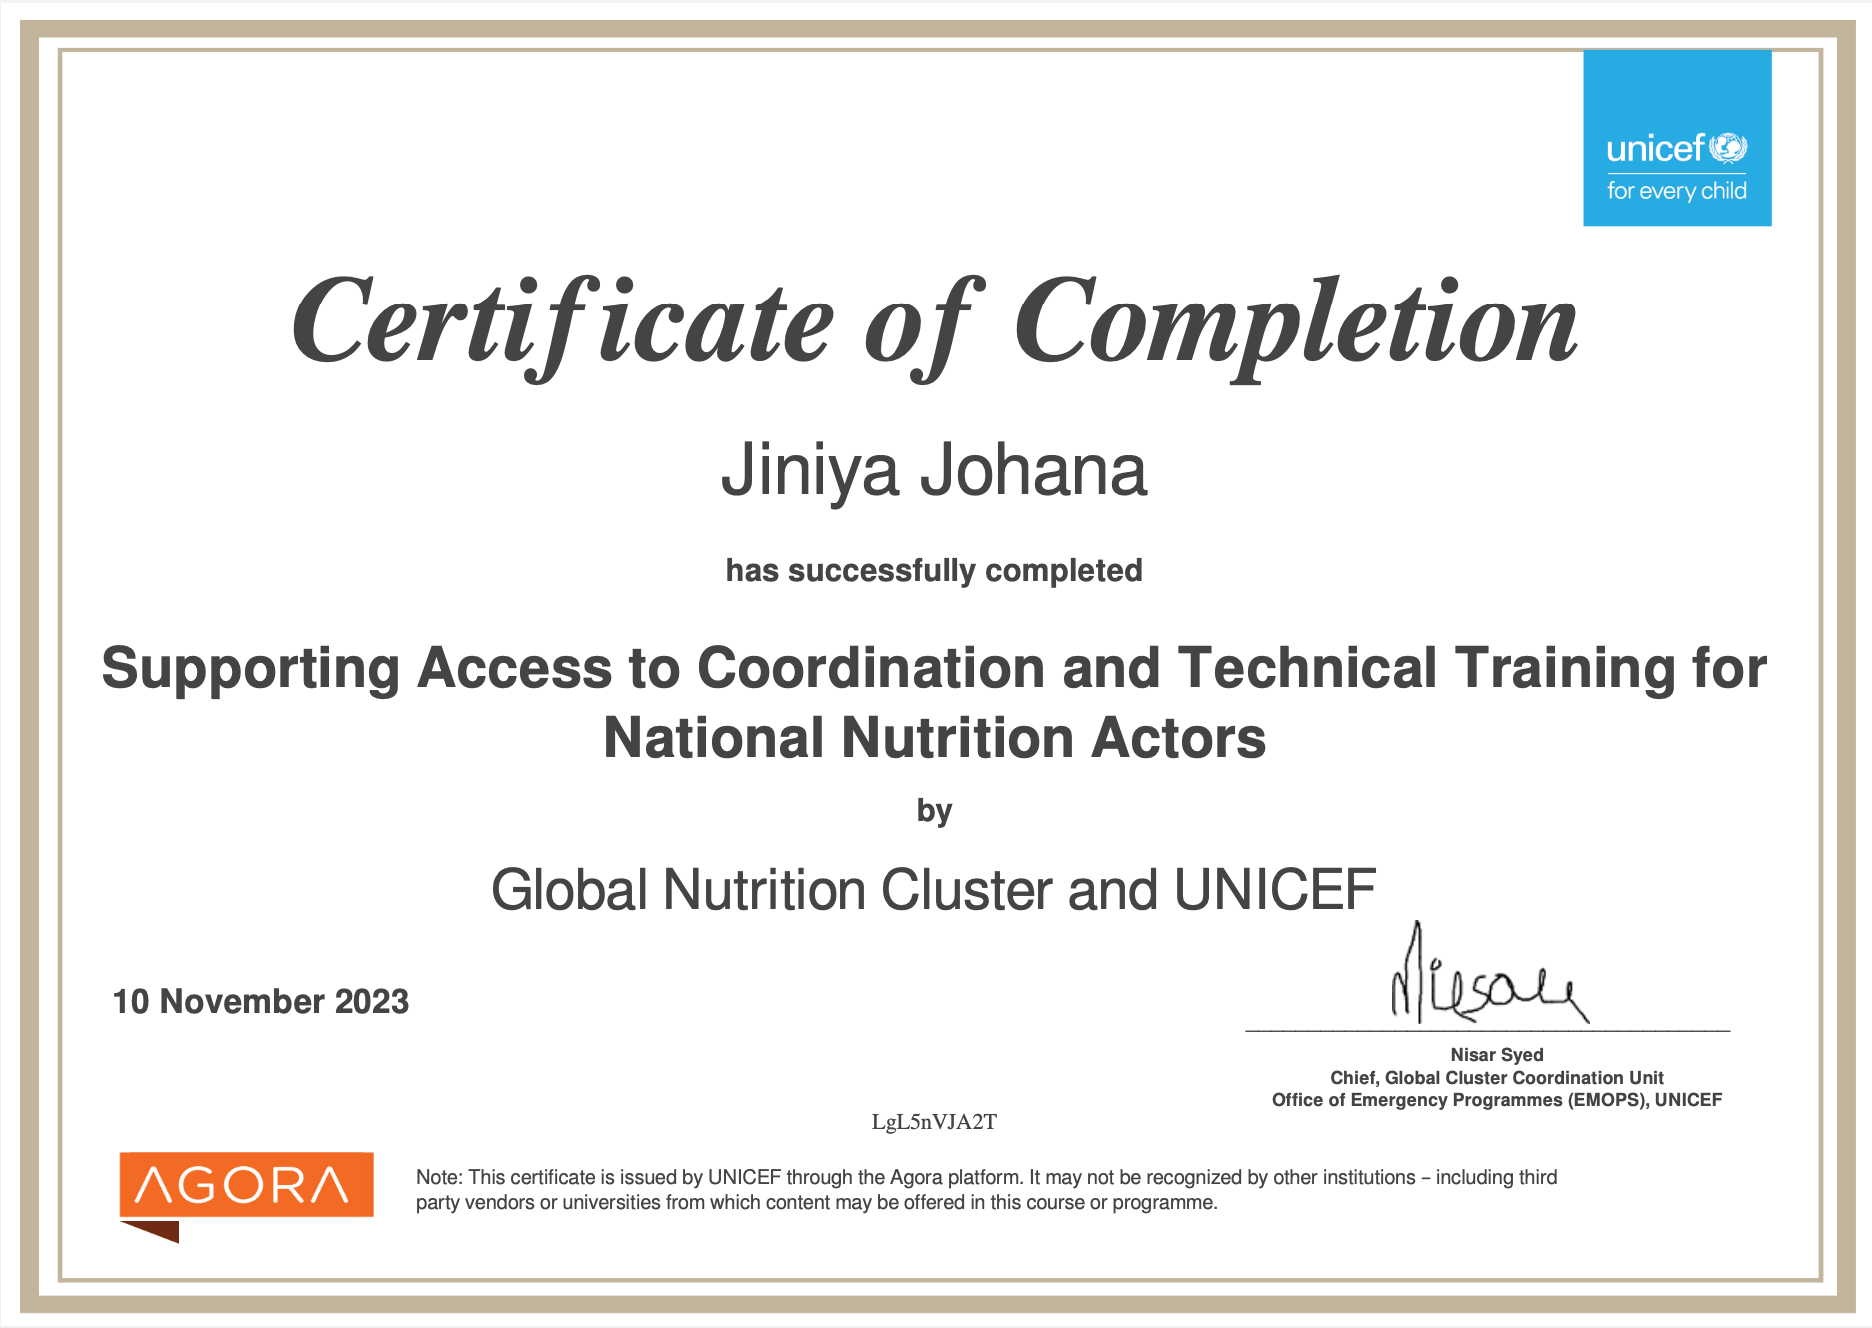 unicef
for every child
Certificate of Completion
Jiniya Johana
has successfully completed
Supporting Access to Coordination and Technical Training for
National Nutrition Actors
by
Global Nutrition Cluster and UNICEF
10 November 2023
Nisar Syed
Chief, Global Cluster Coordination Unit
Office of Emergency Programmes (EMOPS), UNICEF
LgL5nVJA2T
AGORA
Note: This certificate is issued by UNICEF through the Agora platform. It may not be recognized by other institutions – including third
party vendors or universities from which content may be offered in this course or programme.